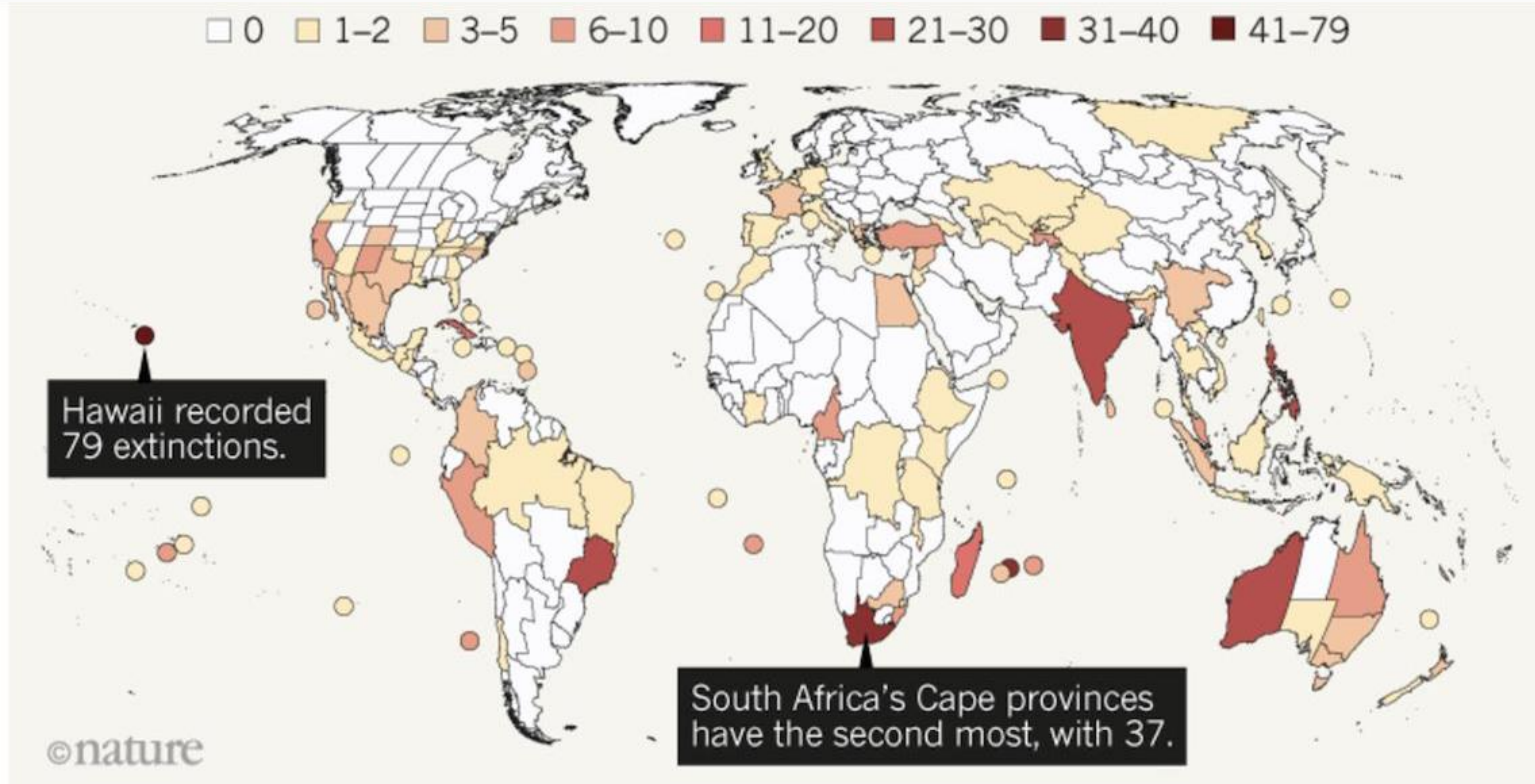 0 1–2 3–5 6–10 11–20 21–30 31–40 41–79
Hawaii recorded
79 extinctions.
South Africa's Cape provinces
have the second most, with 37.
©nature